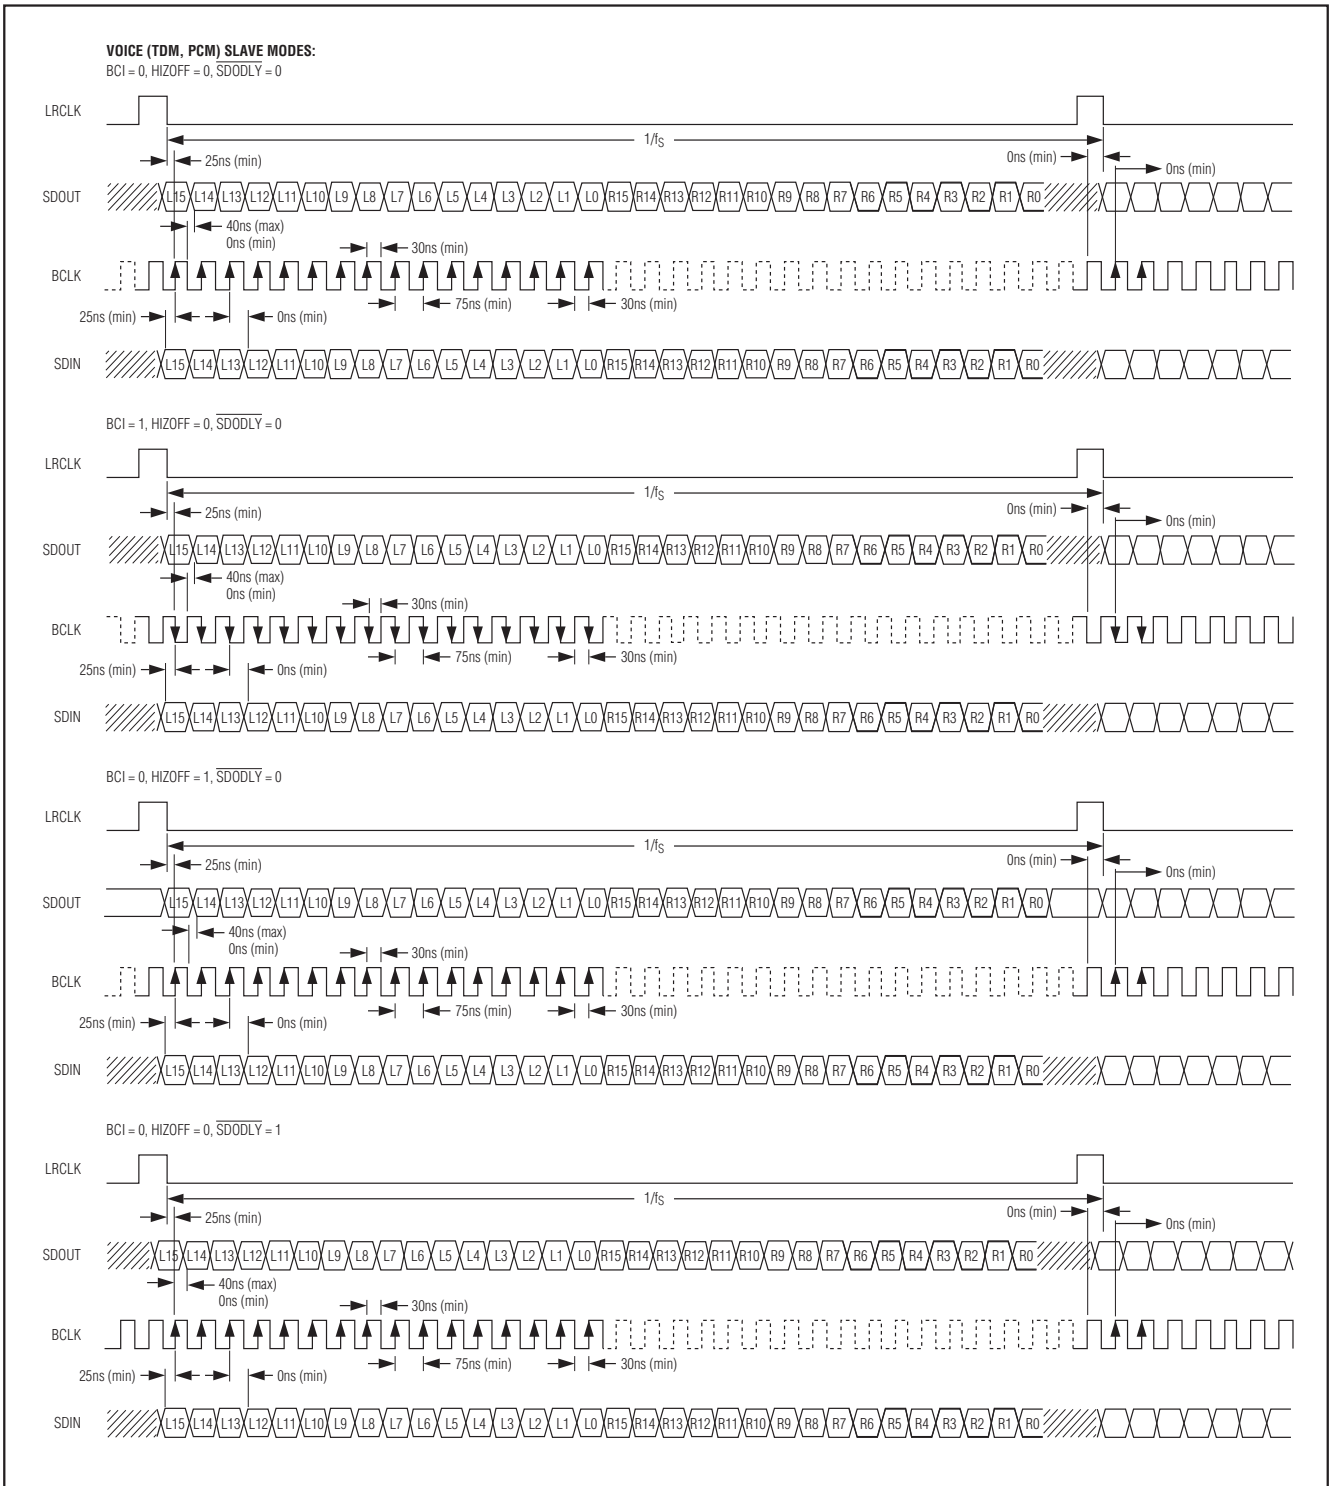 VOICE (TDM, PCM) SLAVE MODES:
BCI = 0, HIZOFF = 0, SDODLY = 0
LRCLK
1/fS
25ns (min) 0ns (min) 0ns (min)
SDOUT L15 L14 L13 L12 L11 L10 L9 L8 L7 L6 L5 L4 L3 L2 L1 L0 R15 R14 R13 R12 R11 R10 R9 R8 R7 R6 R5 R4 R3 R2 R1 R0
40ns (max)
0ns (min) 30ns (min)
BCLK
75ns (min) 30ns (min)
25ns (min) 0ns (min)
SDIN L15 L14 L13 L12 L11 L10 L9 L8 L7 L6 L5 L4 L3 L2 L1 L0 R15 R14 R13 R12 R11 R10 R9 R8 R7 R6 R5 R4 R3 R2 R1 R0
BCI = 1, HIZOFF = 0, SDODLY = 0
LRCLK
1/fS
25ns (min) 0ns (min) 0ns (min)
SDOUT L15 L14 L13 L12 L11 L10 L9 L8 L7 L6 L5 L4 L3 L2 L1 L0 R15 R14 R13 R12 R11 R10 R9 R8 R7 R6 R5 R4 R3 R2 R1 R0
40ns (max)
0ns (min) 30ns (min)
BCLK
75ns (min) 30ns (min)
25ns (min) 0ns (min)
SDIN L15 L14 L13 L12 L11 L10 L9 L8 L7 L6 L5 L4 L3 L2 L1 L0 R15 R14 R13 R12 R11 R10 R9 R8 R7 R6 R5 R4 R3 R2 R1 R0
BCI = 0, HIZOFF = 1, SDODLY = 0
LRCLK
1/fS
25ns (min) 0ns (min) 0ns (min)
SDOUT L15 L14 L13 L12 L11 L10 L9 L8 L7 L6 L5 L4 L3 L2 L1 L0 R15 R14 R13 R12 R11 R10 R9 R8 R7 R6 R5 R4 R3 R2 R1 R0
40ns (max)
0ns (min) 30ns (min)
BCLK
75ns (min) 30ns (min)
25ns (min) 0ns (min)
SDIN L15 L14 L13 L12 L11 L10 L9 L8 L7 L6 L5 L4 L3 L2 L1 L0 R15 R14 R13 R12 R11 R10 R9 R8 R7 R6 R5 R4 R3 R2 R1 R0
BCI = 0, HIZOFF = 0, SDODLY = 1
LRCLK
1/fS
25ns (min) 0ns (min) 0ns (min)
SDOUT L15 L14 L13 L12 L11 L10 L9 L8 L7 L6 L5 L4 L3 L2 L1 L0 R15 R14 R13 R12 R11 R10 R9 R8 R7 R6 R5 R4 R3 R2 R1 R0
40ns (max)
0ns (min) 30ns (min)
BCLK
75ns (min) 30ns (min)
25ns (min) 0ns (min)
SDIN L15 L14 L13 L12 L11 L10 L9 L8 L7 L6 L5 L4 L3 L2 L1 L0 R15 R14 R13 R12 R11 R10 R9 R8 R7 R6 R5 R4 R3 R2 R1 R0